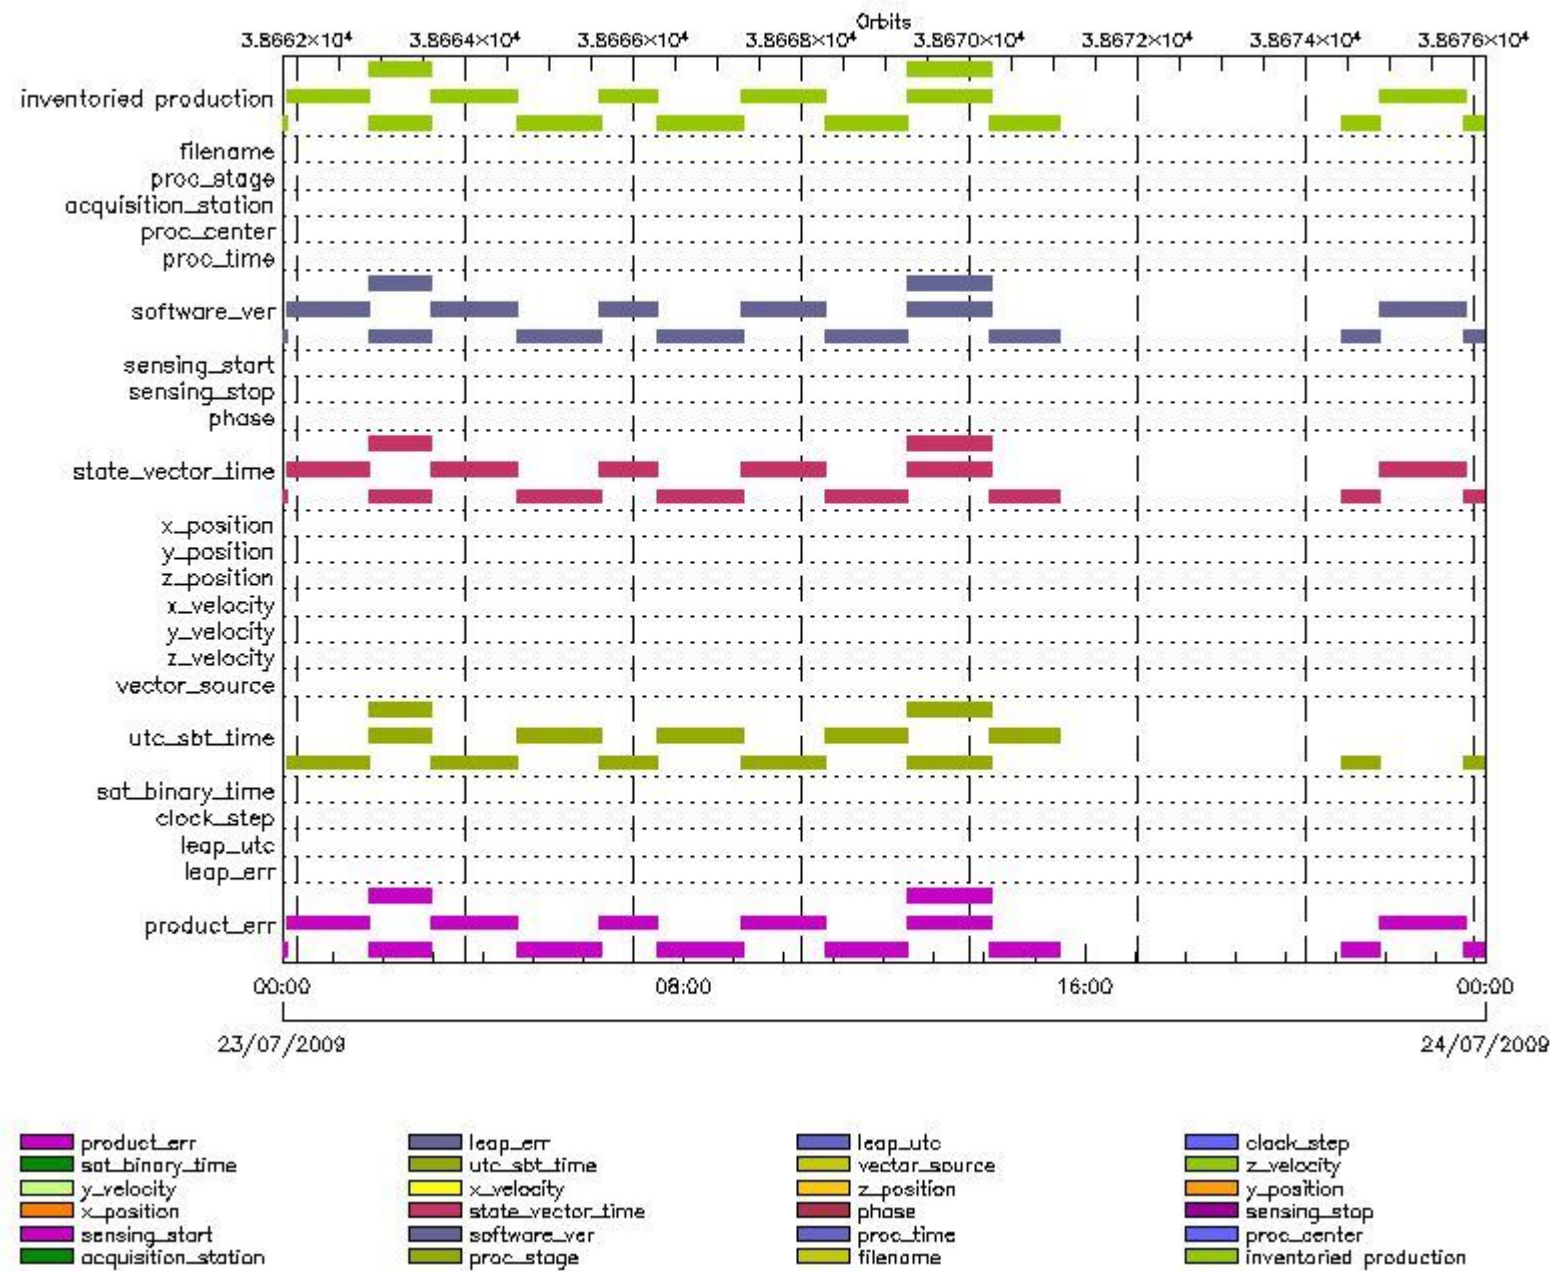 Orbits
3.8662×10⁴ 3.8664×10⁴ 3.8666×10⁴ 3.8668×10⁴ 3.8670×10⁴ 3.8672×10⁴ 3.8674×10⁴ 3.8676×10⁴
inventoried production
filename
proc_stage
acquisition_station
proc_center
proc_time
software_ver
sensing_start
sensing_stop
phase
state_vector_time
x_position
y_position
z_position
x_velocity
y_velocity
z_velocity
vector_source
utc_sbt_time
sat_binary_time
clock_step
leap_utc
leap_err
product_err
00:00 08:00 16:00 00:00
23/07/2009 24/07/2009
product_err leap_err leap_utc clock_step
sat_binary_time utc_sbt_time vector_source z_velocity
y_velocity x_velocity z_position y_position
x_position state_vector_time phase sensing_stop
sensing_start software_ver proc_time proc_center
acquisition_station proc_stage filename inventoried production